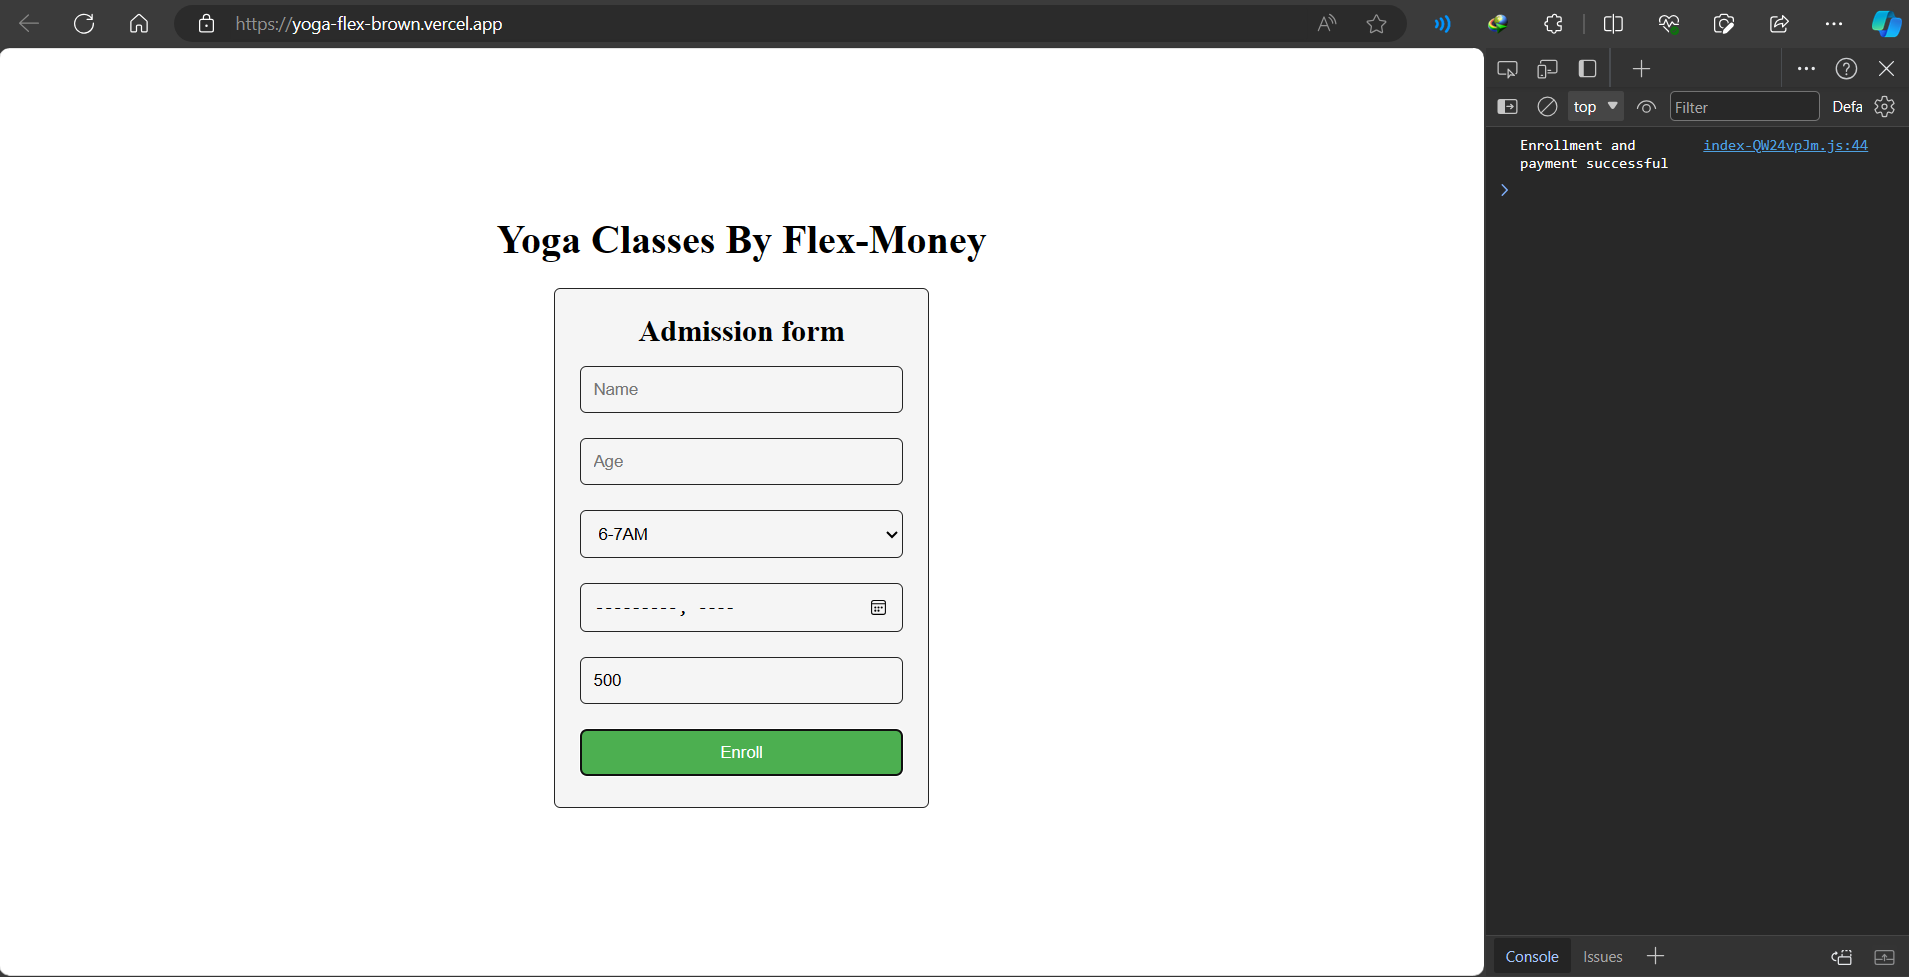 https://yoga-flex-brown.vercel.app
top
Filter
Defa
Enrollment and index-QW24vpJm.js:44
payment successful
Yoga Classes By Flex-Money
Admission form
Name
Age
6-7AM
---------, ----
500
Enroll
Console Issues